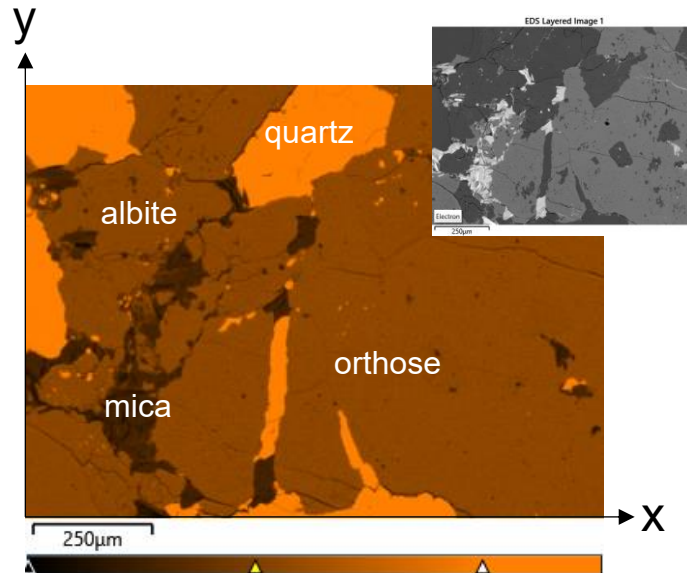 y
EDS Layered Image 1
quartz
albite
Electron
250µm
orthose
mica
x
250µm